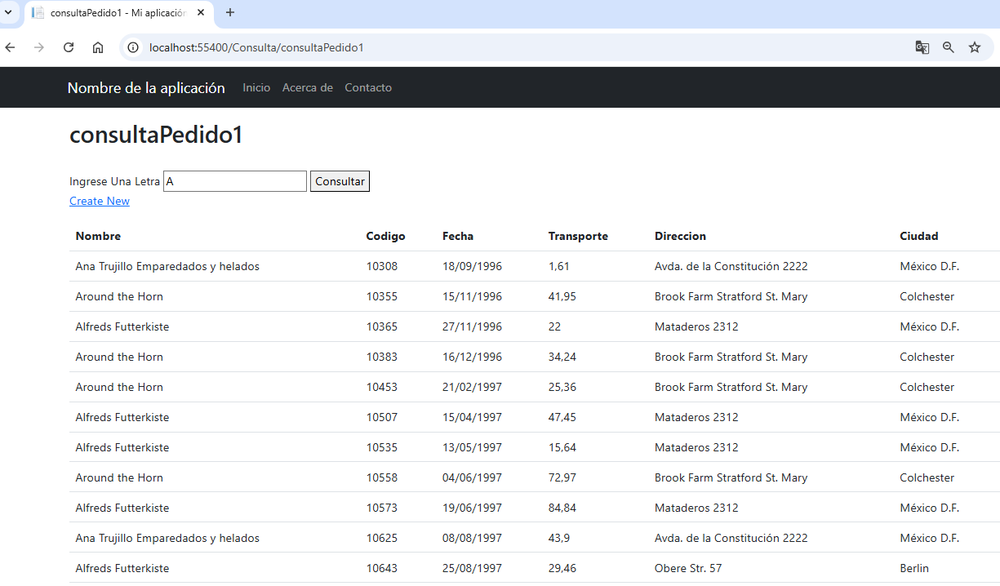 consultaPedido1 - Mi aplicación
localhost:55400/Consulta/consultaPedido1
Nombre de la aplicación Inicio Acerca de Contacto
consultaPedido1
Ingrese Una Letra A Consultar
Create New
Nombre Codigo Fecha Transporte Direccion Ciudad
Ana Trujillo Emparedados y helados 10308 18/09/1996 1,61 Avda. de la Constitución 2222 México D.F.
Around the Horn 10355 15/11/1996 41,95 Brook Farm Stratford St. Mary Colchester
Alfreds Futterkiste 10365 27/11/1996 22 Mataderos 2312 México D.F.
Around the Horn 10383 16/12/1996 34,24 Brook Farm Stratford St. Mary Colchester
Around the Horn 10453 21/02/1997 25,36 Brook Farm Stratford St. Mary Colchester
Alfreds Futterkiste 10507 15/04/1997 47,45 Mataderos 2312 México D.F.
Alfreds Futterkiste 10535 13/05/1997 15,64 Mataderos 2312 México D.F.
Around the Horn 10558 04/06/1997 72,97 Brook Farm Stratford St. Mary Colchester
Alfreds Futterkiste 10573 19/06/1997 84,84 Mataderos 2312 México D.F.
Ana Trujillo Emparedados y helados 10625 08/08/1997 43,9 Avda. de la Constitución 2222 México D.F.
Alfreds Futterkiste 10643 25/08/1997 29,46 Obere Str. 57 Berlin